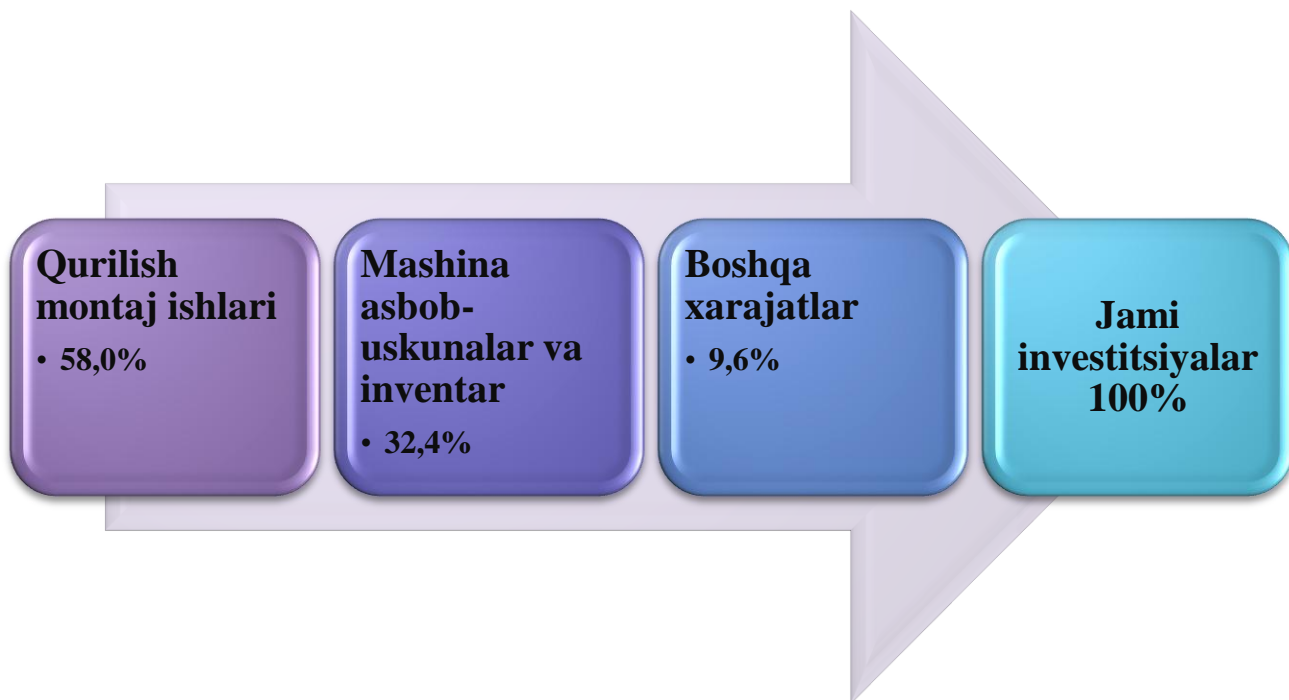 Qurilish
montaj ishlari
• 58,0%
Mashina
asbob-
uskunalar va
inventar
• 32,4%
Boshqa
xarajatlar
• 9,6%
Jami
investitsiyalar
100%